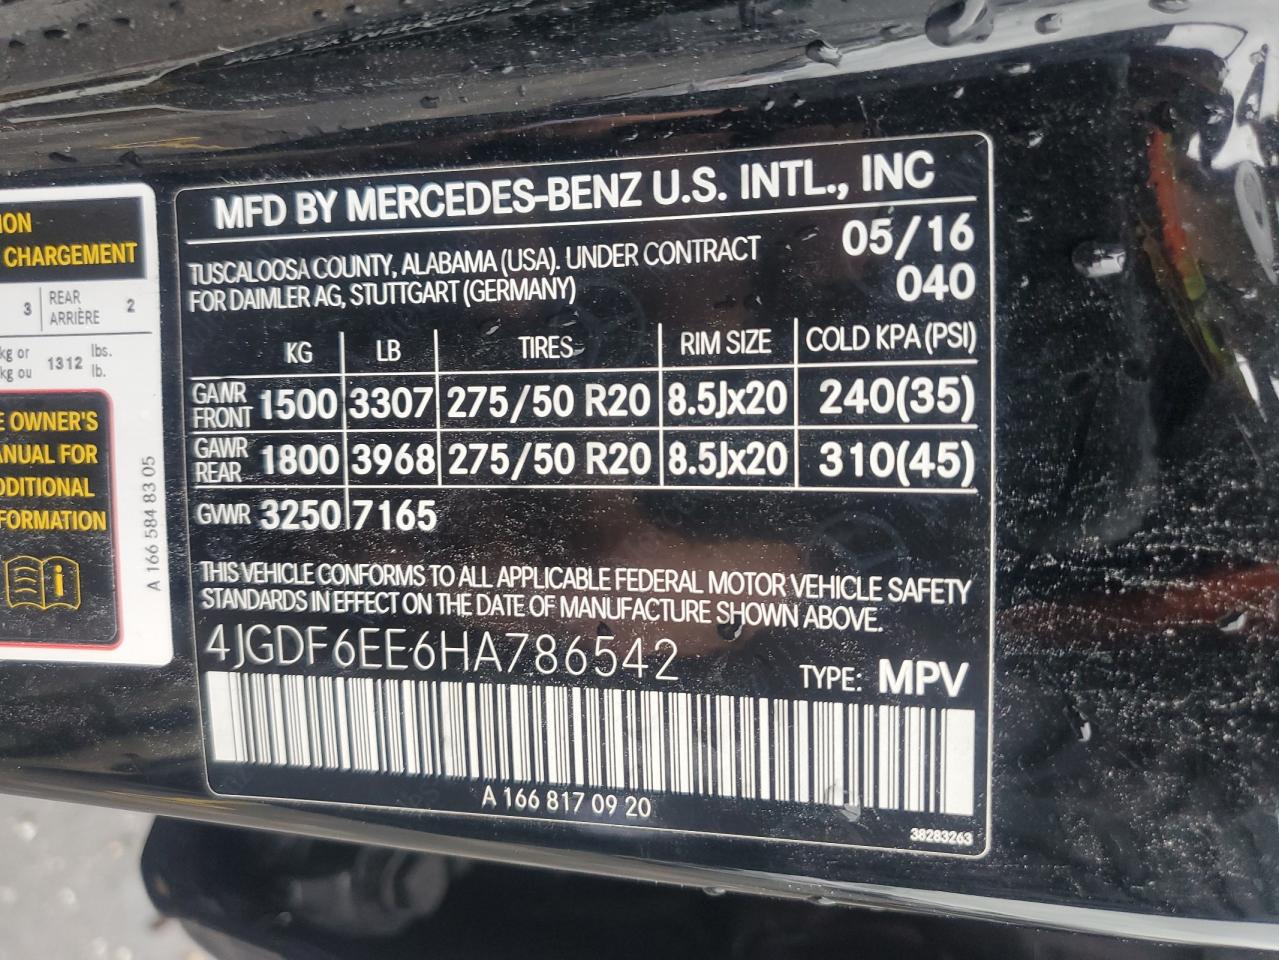 ION
CHARGEMENT
3 REAR ARRIÈRE 2
kg or
kg ou 1312 lbs. lb.
E OWNER'S
ANUAL FOR
DDITIONAL
FORMATION
i
A 166 584 83 05
MFD BY MERCEDES-BENZ U.S. INTL., INC
TUSCALOOSA COUNTY, ALABAMA (USA). UNDER CONTRACT 05/16
FOR DAIMLER AG, STUTTGART (GERMANY) 040
KG LB TIRES RIM SIZE COLD KPA (PSI)
GAWR FRONT 1500 3307 275/50 R20 8.5Jx20 240(35)
GAWR REAR 1800 3968 275/50 R20 8.5Jx20 310(45)
GVWR 3250 7165
THIS VEHICLE CONFORMS TO ALL APPLICABLE FEDERAL MOTOR VEHICLE SAFETY
STANDARDS IN EFFECT ON THE DATE OF MANUFACTURE SHOWN ABOVE.
4JGDF6EE6HA786542 TYPE: MPV
A 166 817 09 20
38283263